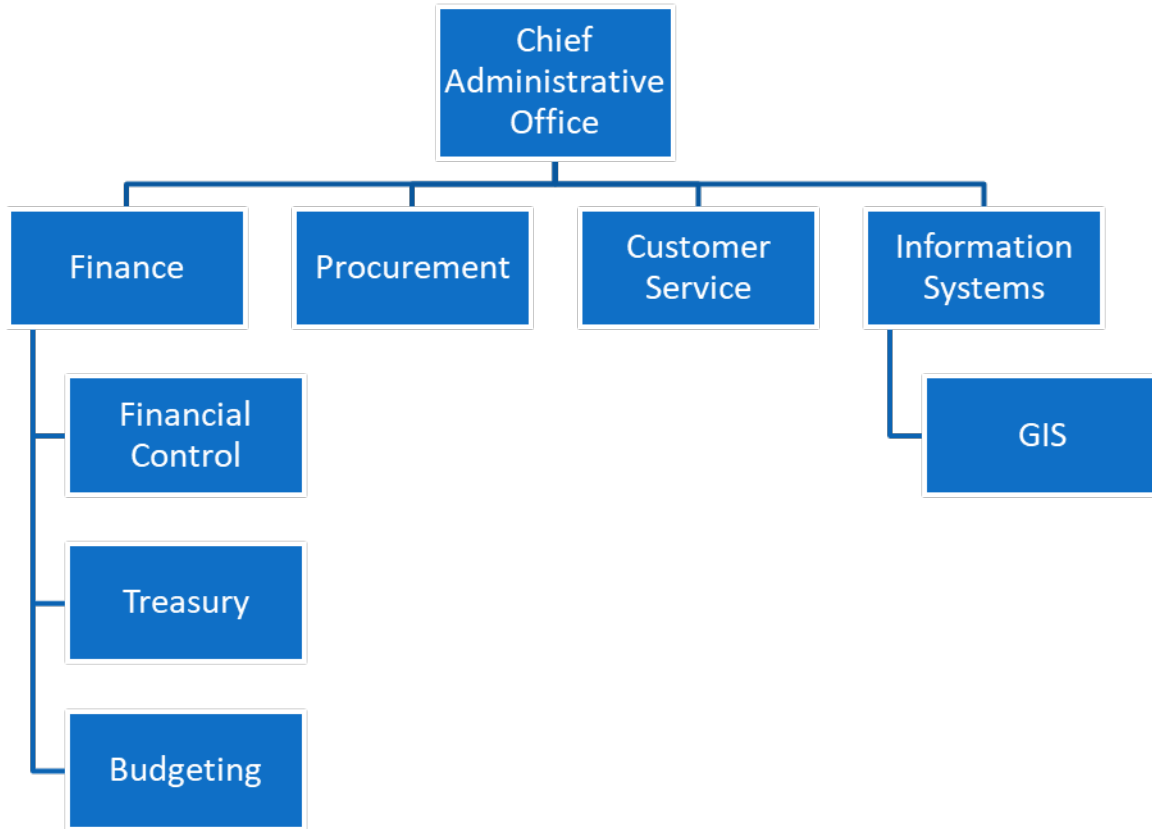 Chief
Administrative
Office
Finance
Procurement
Customer
Service
Information
Systems
Financial
Control
GIS
Treasury
Budgeting